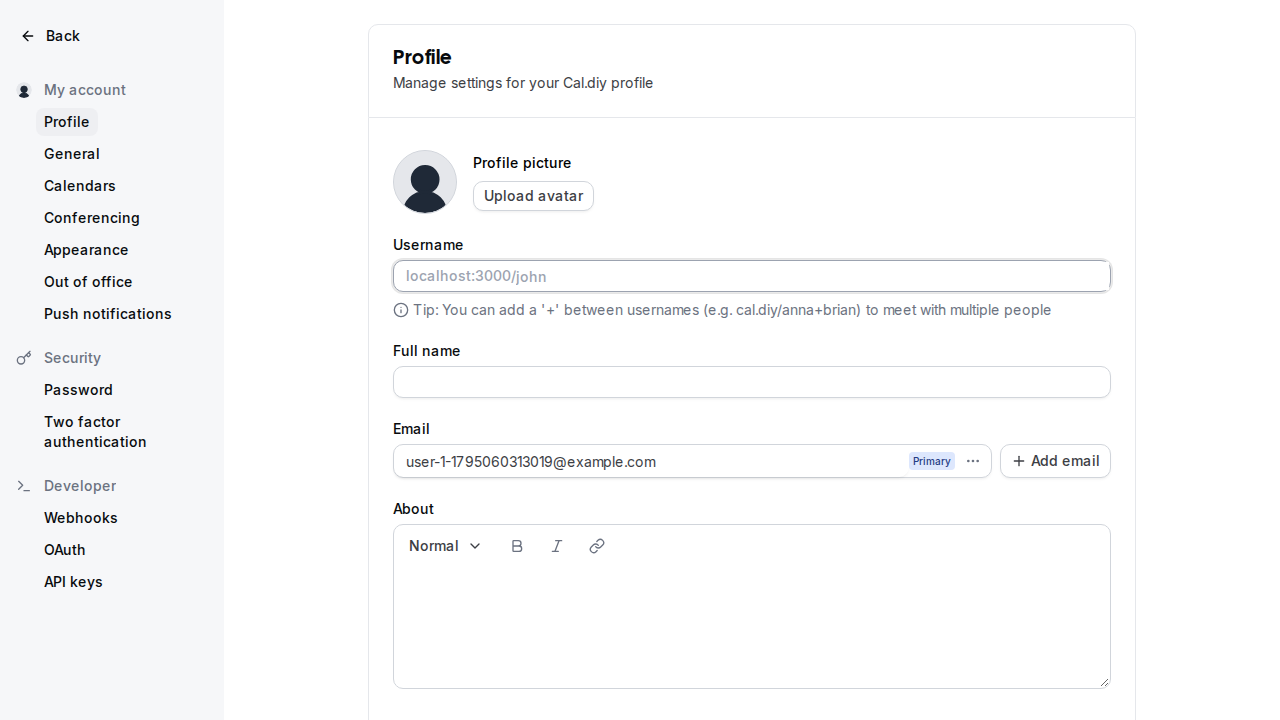 Back
My account
Profile
General
Calendars
Conferencing
Appearance
Out of office
Push notifications
Security
Password
Two factor
authentication
Developer
Webhooks
OAuth
API keys
Profile
Manage settings for your Cal.diy profile
Profile picture
Upload avatar
Username
localhost:3000/john
Tip: You can add a '+' between usernames (e.g. cal.diy/anna+brian) to meet with multiple people
Full name
Email
user-1-1795060313019@example.com Primary Add email
About
Normal